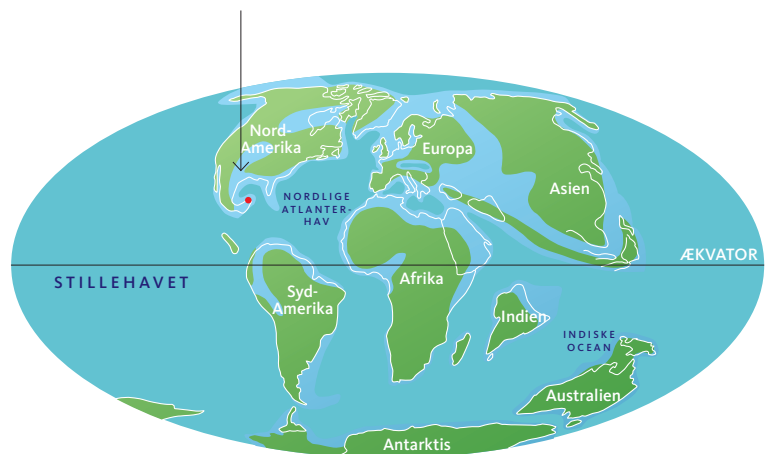 Nord-
Amerika
Europa
Asien
NORDLIGE
ATLANTER-
HAV
ÆKVATOR
STILLEHAVET
Afrika
Syd-
Amerika
Indien
INDISKE
OCEAN
Australien
Antarktis